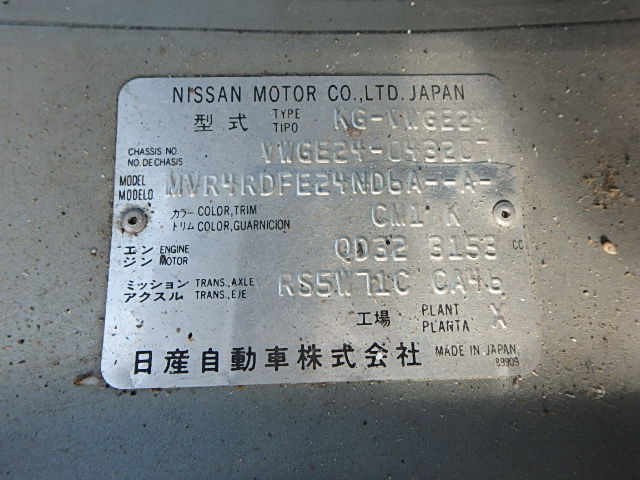 NISSAN MOTOR CO.,LTD. JAPAN
型式 TYPE TIPO KG-VWGE24
CHASSIS NO. NO. DE CHASIS VWGE24-043207
MODEL MODELO. MVR4RDFE24ND6A--A-
カラー COLOR, TRIM トリム COLOR, GUARNICION CM1 K
エンジン ENGINE MOTOR QD32 3153 CC
ミッション TRANS., AXLE アクスル TRANS., EJE RS5W71C CA46
工場 PLANT PLANTA X
日産自動車株式会社 MADE IN JAPAN.
89909